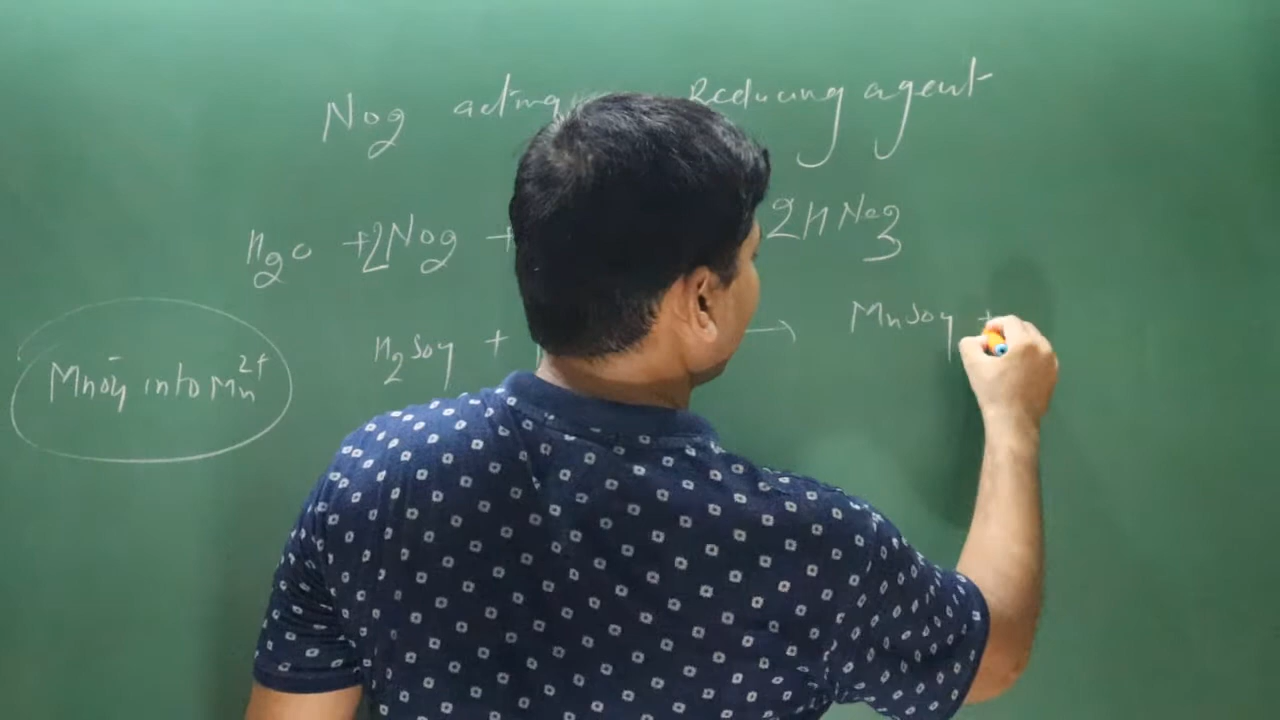 NO₂ acting Reducing agent
H₂O + 2NO₂ + 2HNO₃
H₂SO₄ + → MnSO₄ +
MnO₄⁻ into Mn²⁺